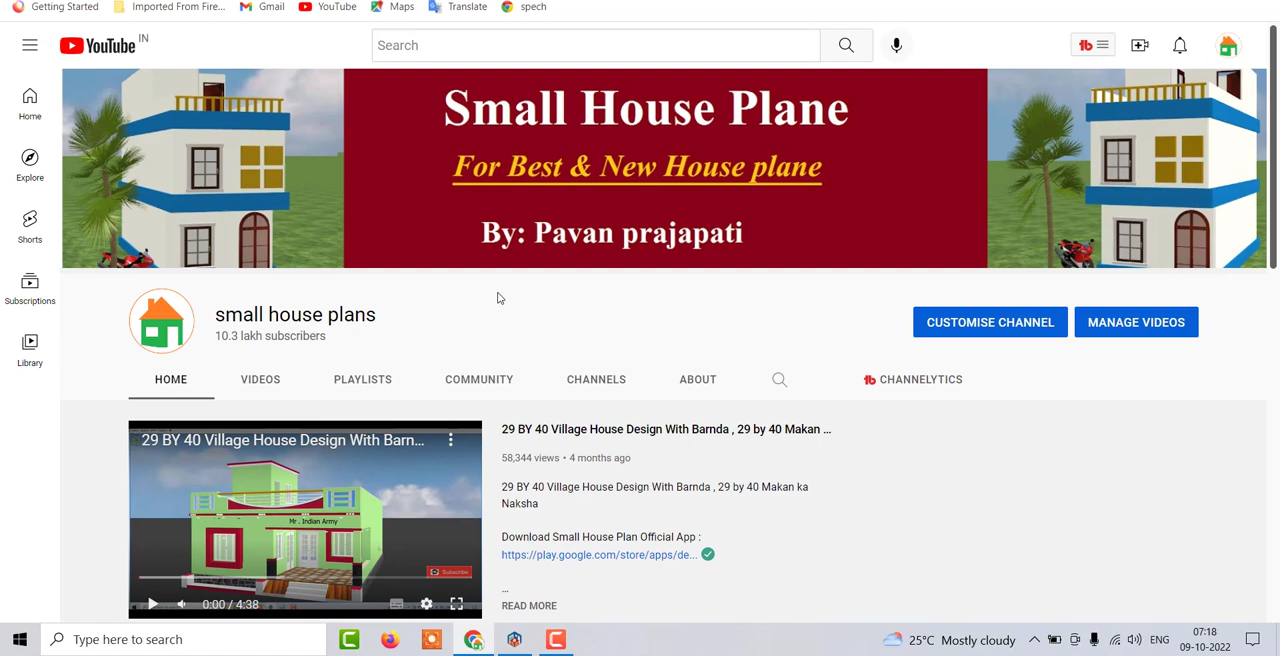 Getting Started
Imported From Fire...
Gmail
YouTube
Maps
Translate
spech
YouTube IN
Search
Home
Explore
Shorts
Subscriptions
Library
Small House Plane
For Best & New House plane
By: Pavan prajapati
small house plans
10.3 lakh subscribers
CUSTOMISE CHANNEL
MANAGE VIDEOS
HOME
VIDEOS
PLAYLISTS
COMMUNITY
CHANNELS
ABOUT
tb CHANNELYTICS
29 BY 40 Village House Design With Barn...
Mr . Indian Army
Subscribe
0:00 / 4:38
29 BY 40 Village House Design With Barnda , 29 by 40 Makan ...
58,344 views • 4 months ago
29 BY 40 Village House Design With Barnda , 29 by 40 Makan ka
Naksha
Download Small House Plan Official App :
https://play.google.com/store/apps/de...
...
READ MORE
Type here to search
25°C Mostly cloudy
ENG
07:18
09-10-2022